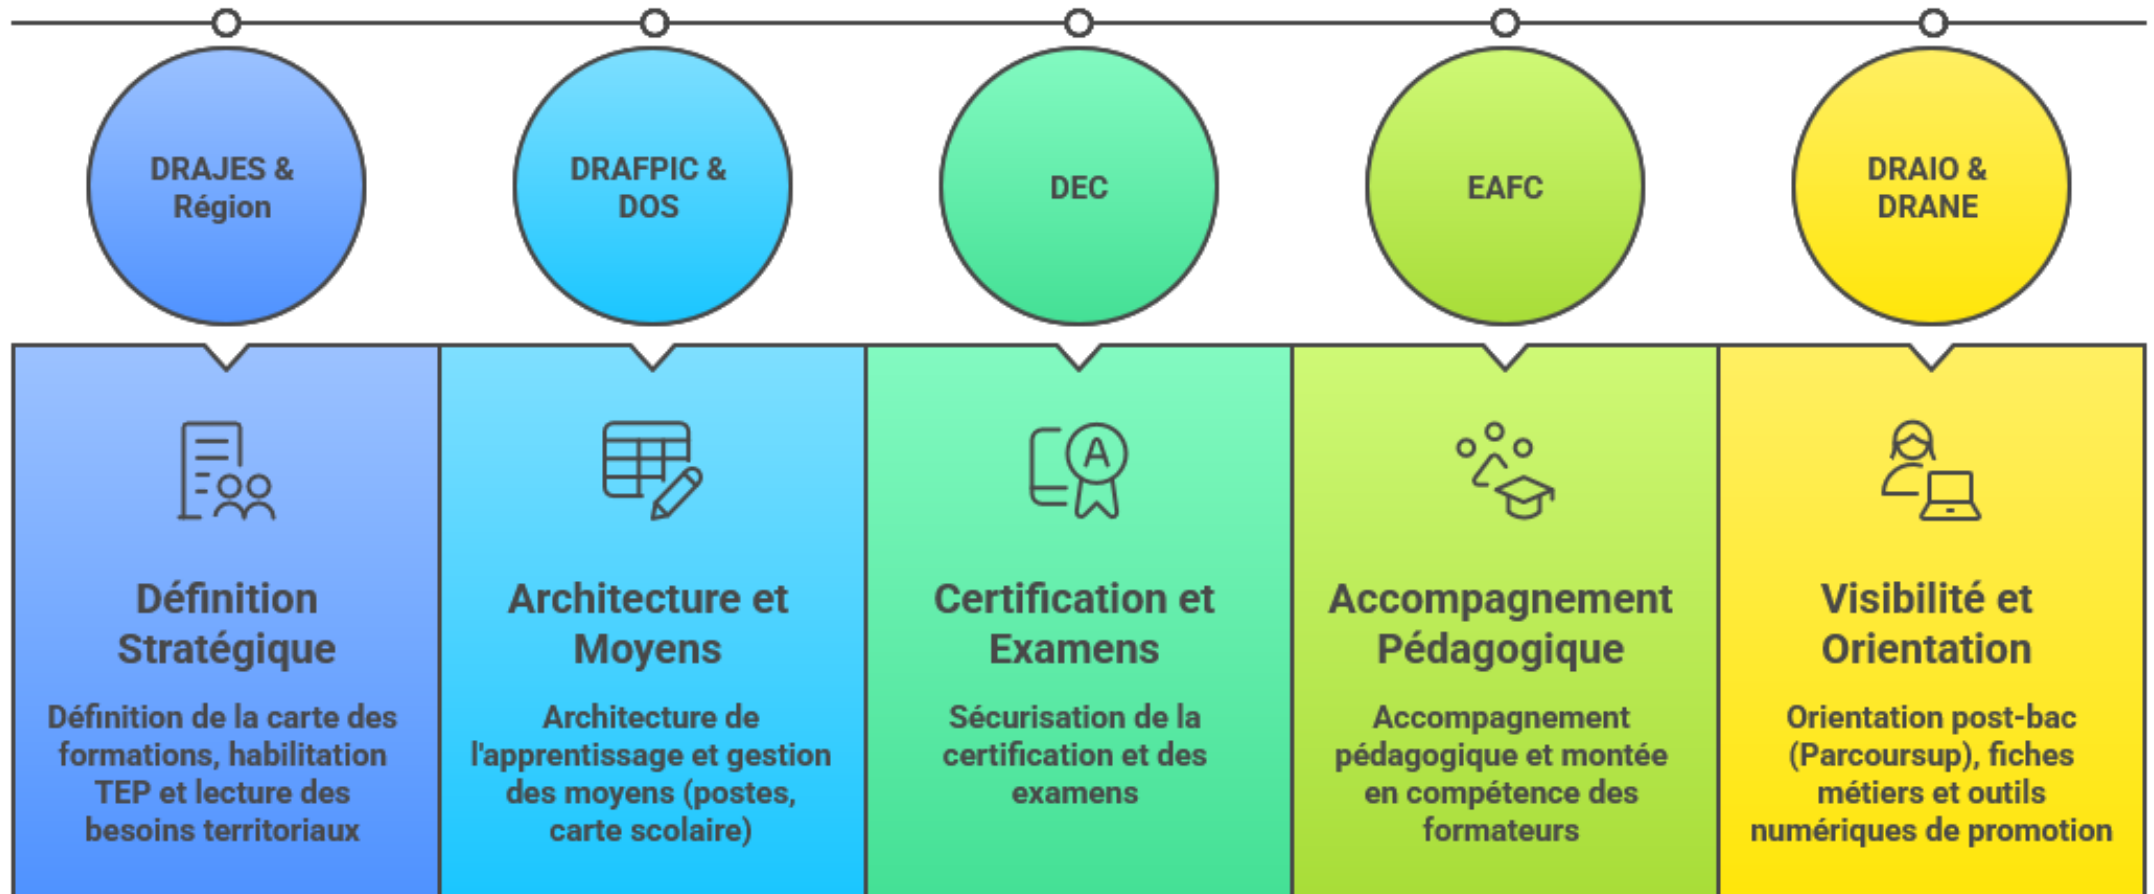 DRAJES &
Région
DRAFPIC &
DOS
DEC
EAFC
DRAIO &
DRANE
A
Définition
Stratégique
Définition de la carte des
formations, habilitation
TEP et lecture des
besoins territoriaux
Architecture et
Moyens
Architecture de
l'apprentissage et gestion
des moyens (postes,
carte scolaire)
Certification et
Examens
Sécurisation de la
certification et des
examens
Accompagnement
Pédagogique
Accompagnement
pédagogique et montée
en compétence des
formateurs
Visibilité et
Orientation
Orientation post-bac
(Parcoursup), fiches
métiers et outils
numériques de promotion